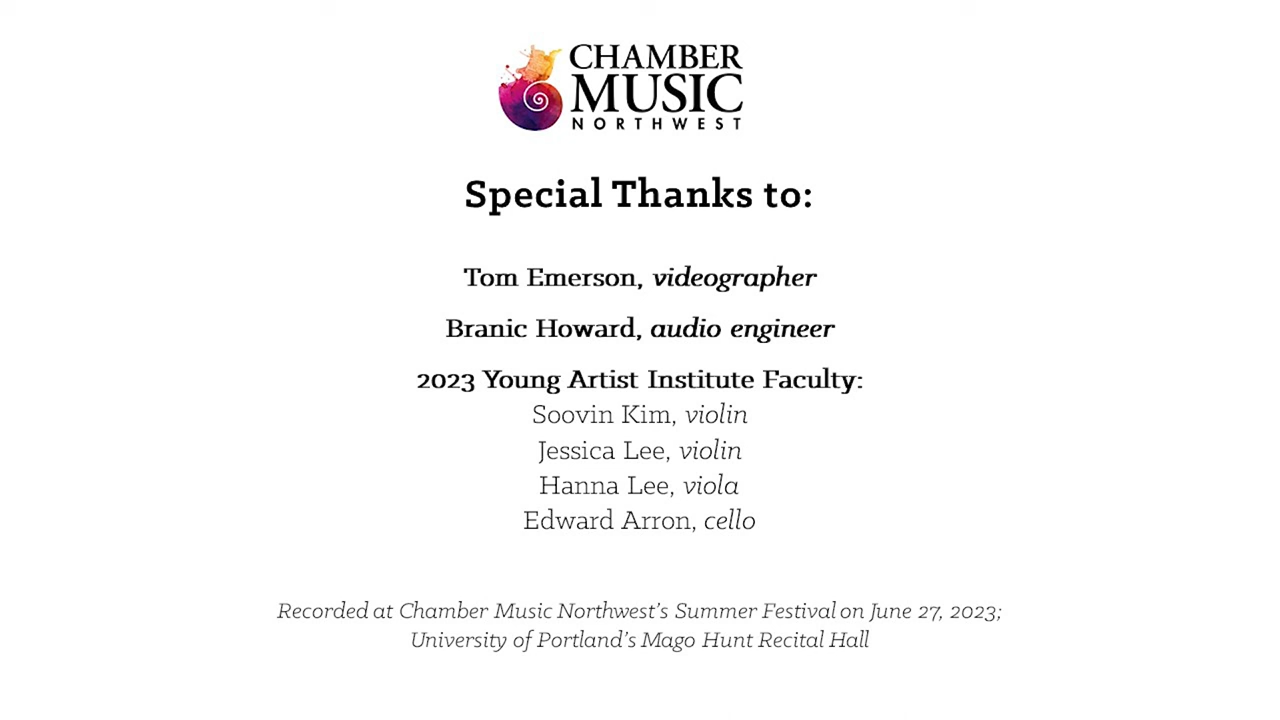 CHAMBER
MUSIC
NORTHWEST
Special Thanks to:
Tom Emerson, videographer
Branic Howard, audio engineer
2023 Young Artist Institute Faculty:
Soovin Kim, violin
Jessica Lee, violin
Hanna Lee, viola
Edward Arron, cello
Recorded at Chamber Music Northwest’s Summer Festival on June 27, 2023;
University of Portland’s Mago Hunt Recital Hall